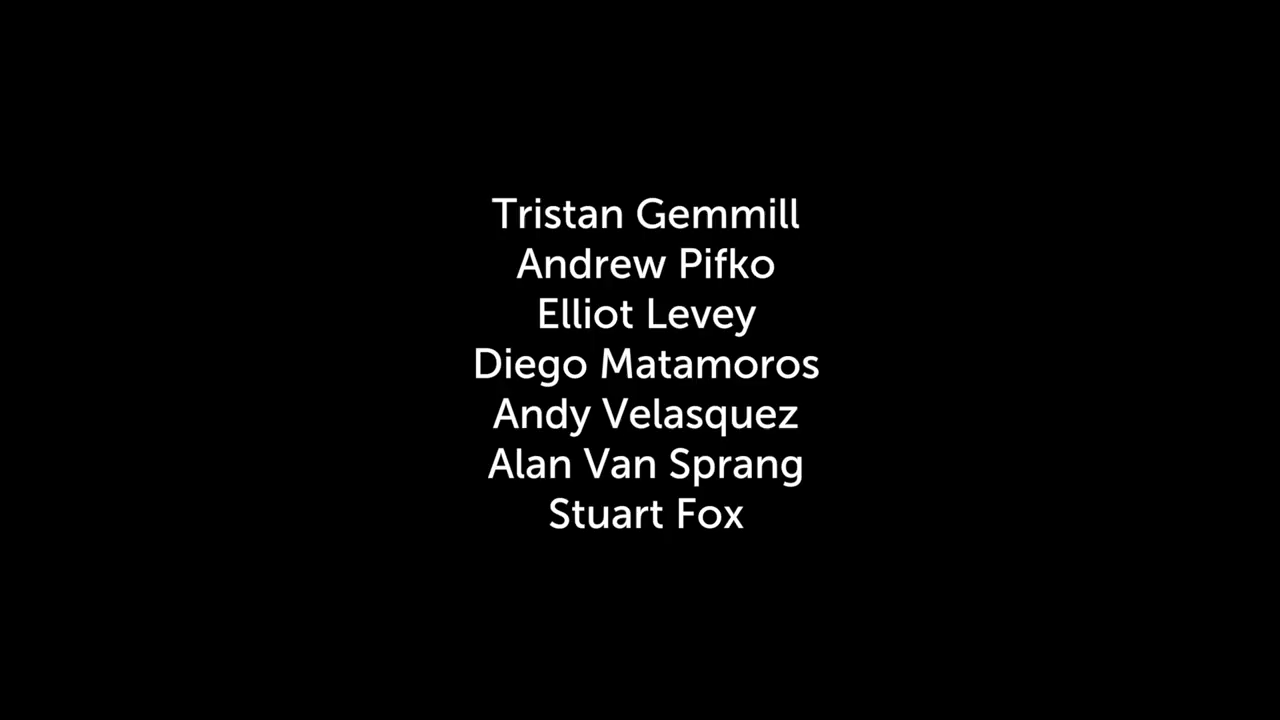 Tristan Gemmill
Andrew Pifko
Elliot Levey
Diego Matamoros
Andy Velasquez
Alan Van Sprang
Stuart Fox